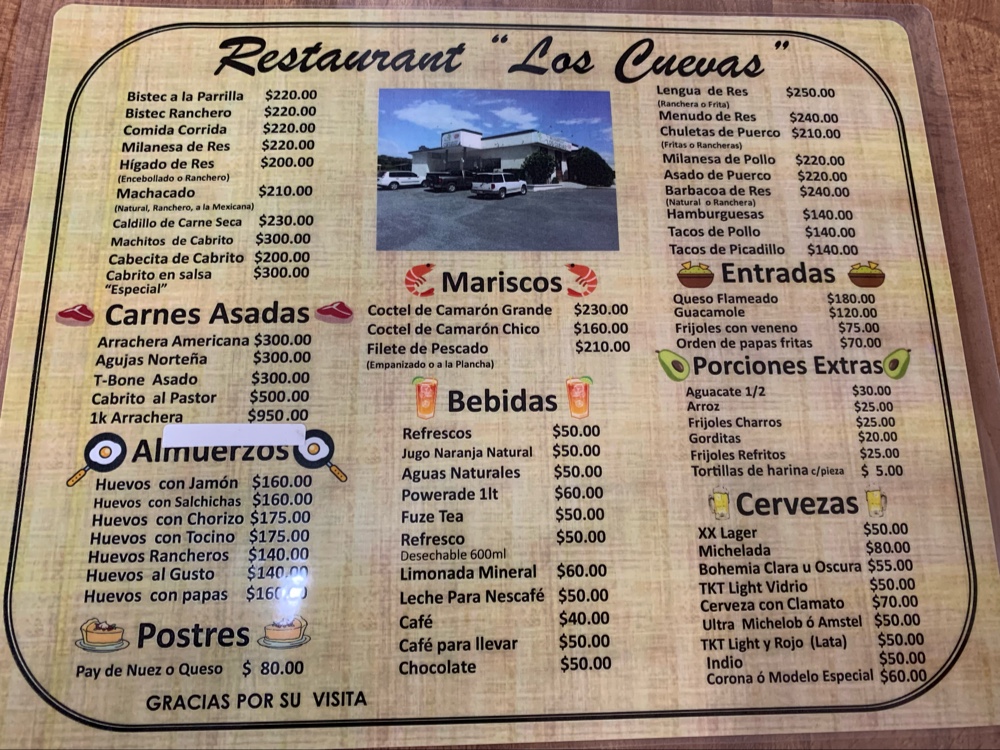 Restaurant "Los Cuevas"
Bistec a la Parrilla $220.00
Bistec Ranchero $220.00
Comida Corrida $220.00
Milanesa de Res $220.00
Hígado de Res $200.00
(Encebollado o Ranchero)
Machacado $210.00
(Natural, Ranchero, a la Mexicana)
Caldillo de Carne Seca $230.00
Machitos de Cabrito $300.00
Cabecita de Cabrito $200.00
Cabrito en salsa $300.00
"Especial"
Carnes Asadas
Arrachera Americana $300.00
Agujas Norteña $300.00
T-Bone Asado $300.00
Cabrito al Pastor $500.00
1k Arrachera $950.00
Almuerzos
Huevos con Jamón $160.00
Huevos con Salchichas $160.00
Huevos con Chorizo $175.00
Huevos con Tocino $175.00
Huevos Rancheros $140.00
Huevos al Gusto $140.00
Huevos con papas $160.00
Postres
Pay de Nuez o Queso $ 80.00
GRACIAS POR SU VISITA
Mariscos
Coctel de Camarón Grande $230.00
Coctel de Camarón Chico $160.00
Filete de Pescado $210.00
(Empanizado o a la Plancha)
Bebidas
Refrescos $50.00
Jugo Naranja Natural $50.00
Aguas Naturales $50.00
Powerade 1lt $60.00
Fuze Tea $50.00
Refresco $50.00
Desechable 600ml
Limonada Mineral $60.00
Leche Para Nescafé $50.00
Café $40.00
Café para llevar $50.00
Chocolate $50.00
Lengua de Res $250.00
(Ranchera o Frita)
Menudo de Res $240.00
Chuletas de Puerco $210.00
(Fritas o Rancheras)
Milanesa de Pollo $220.00
Asado de Puerco $220.00
Barbacoa de Res $240.00
(Natural o Ranchera)
Hamburguesas $140.00
Tacos de Pollo $140.00
Tacos de Picadillo $140.00
Entradas
Queso Flameado $180.00
Guacamole $120.00
Frijoles con veneno $75.00
Orden de papas fritas $70.00
Porciones Extras
Aguacate 1/2 $30.00
Arroz $25.00
Frijoles Charros $25.00
Gorditas $20.00
Frijoles Refritos $25.00
Tortillas de harina c/pieza $ 5.00
Cervezas
XX Lager $50.00
Michelada $80.00
Bohemia Clara u Oscura $55.00
TKT Light Vidrio $50.00
Cerveza con Clamato $70.00
Ultra Michelob ó Amstel $50.00
TKT Light y Rojo (Lata) $50.00
Indio $50.00
Corona ó Modelo Especial $60.00